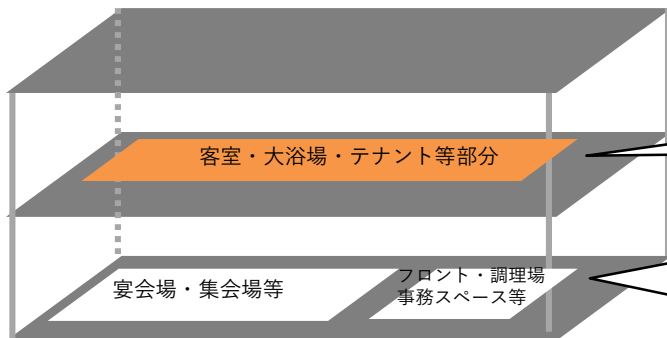 客室・大浴場・テナント等部分
宴会場・集会場等
フロント・調理場
事務スペース等